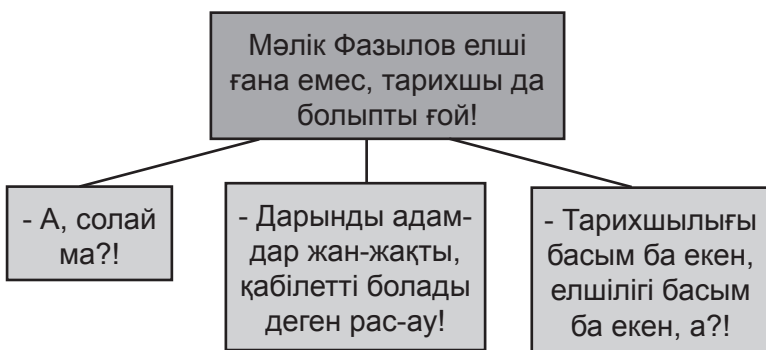 Мәлік Фазылов елші
ғана емес, тарихшы да
болыпты ғой!
- А, солай
ма?!
- Дарынды адам-
дар жан-жақты,
қабілетті болады
деген рас-ау!
- Тарихшылығы
басым ба екен,
елшілігі басым
ба екен, а?!